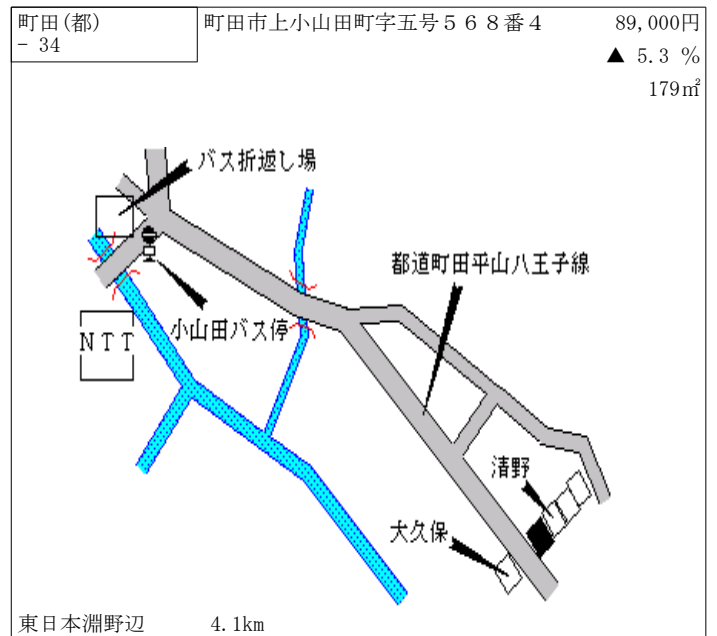 町田(都)
- 34
町田市上小山田町字五号５６８番４
89,000円
▲ 5.3 %
179㎡
バス折返し場
都道町田平山八王子線
小山田バス停
NTT
清野
大久保
東日本淵野辺 4.1km